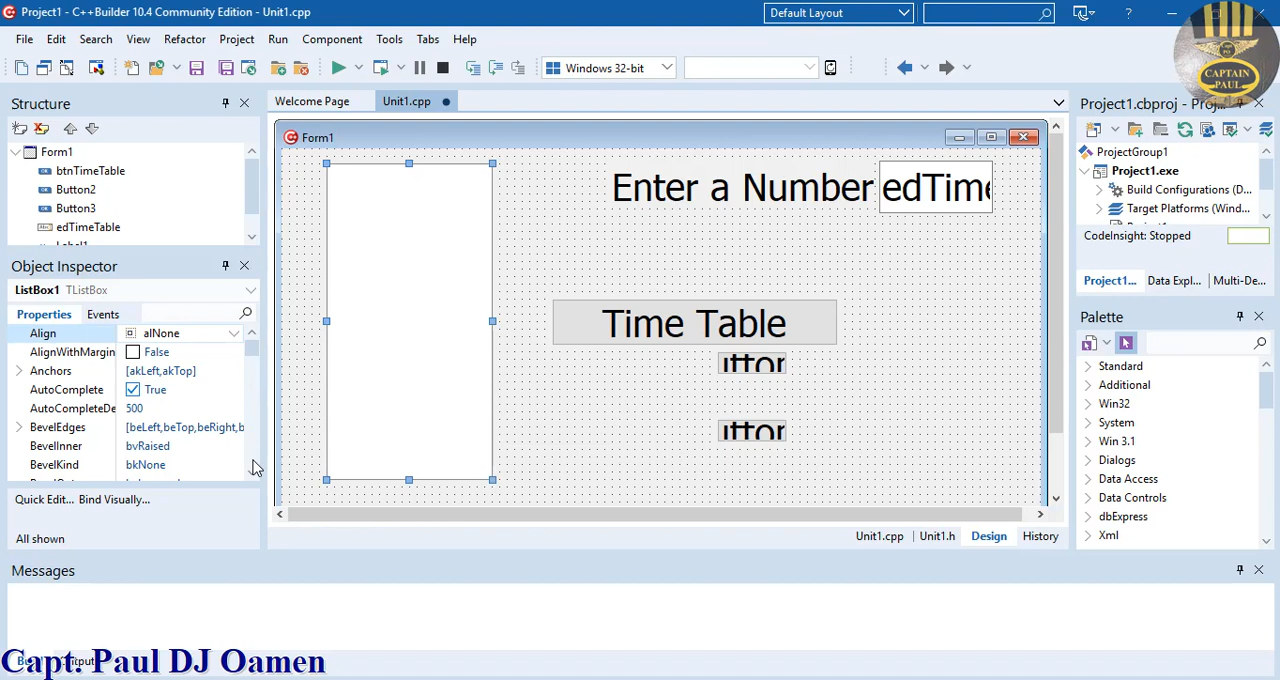 Project1 - C++Builder 10.4 Community Edition - Unit1.cpp
Default Layout
?
File Edit Search View Refactor Project Run Component Tools Tabs Help
Windows 32-bit
CAPTAIN
PAUL
Structure
Form1
btnTimeTable
Button2
Button3
edTimeTable
Object Inspector
ListBox1 TListBox
Properties Events
Align alNone
AlignWithMargin False
Anchors [akLeft,akTop]
AutoComplete True
AutoCompleteDe 500
BevelEdges [beLeft,beTop,beRight,b
BevelInner bvRaised
BevelKind bkNone
Quick Edit... Bind Visually...
All shown
Welcome Page Unit1.cpp
Form1
Enter a Number edTime
Time Table
Unit1.cpp Unit1.h Design History
Project1.cbproj - Proj
ProjectGroup1
Project1.exe
Build Configurations (D...
Target Platforms (Wind...
CodeInsight: Stopped
Project1... Data Expl... Multi-De...
Palette
Standard
Additional
Win32
System
Win 3.1
Dialogs
Data Access
Data Controls
dbExpress
Xml
Messages
Capt. Paul DJ Oamen